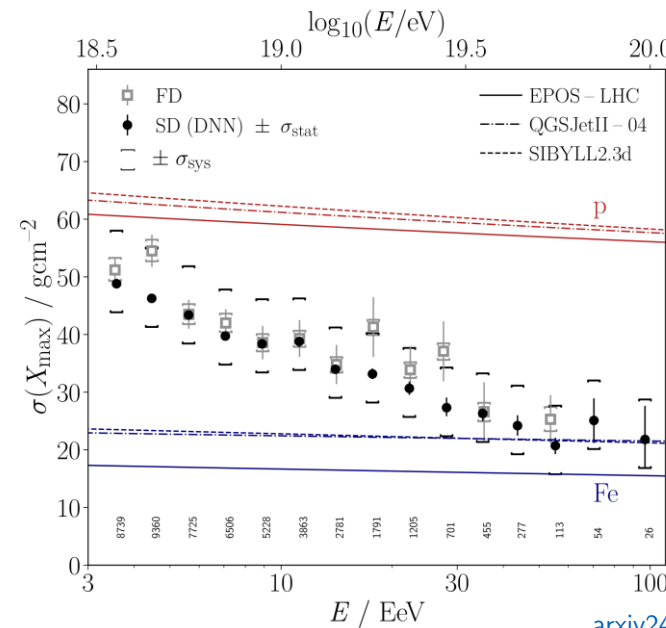 log₁₀(E/eV)
18.5 19.0 19.5 20.0
FD
SD (DNN) ± σstat
± σsys
EPOS – LHC
QGSJetII – 04
SIBYLL2.3d
p
Fe
σ(Xmax) / gcm⁻²
80
70
60
50
40
30
20
10
0
8739 9360 7725 6506 5228 3863 2781 1791 1205 701 455 277 113 54 26
3 10 30 100
E / EeV
arxiv24